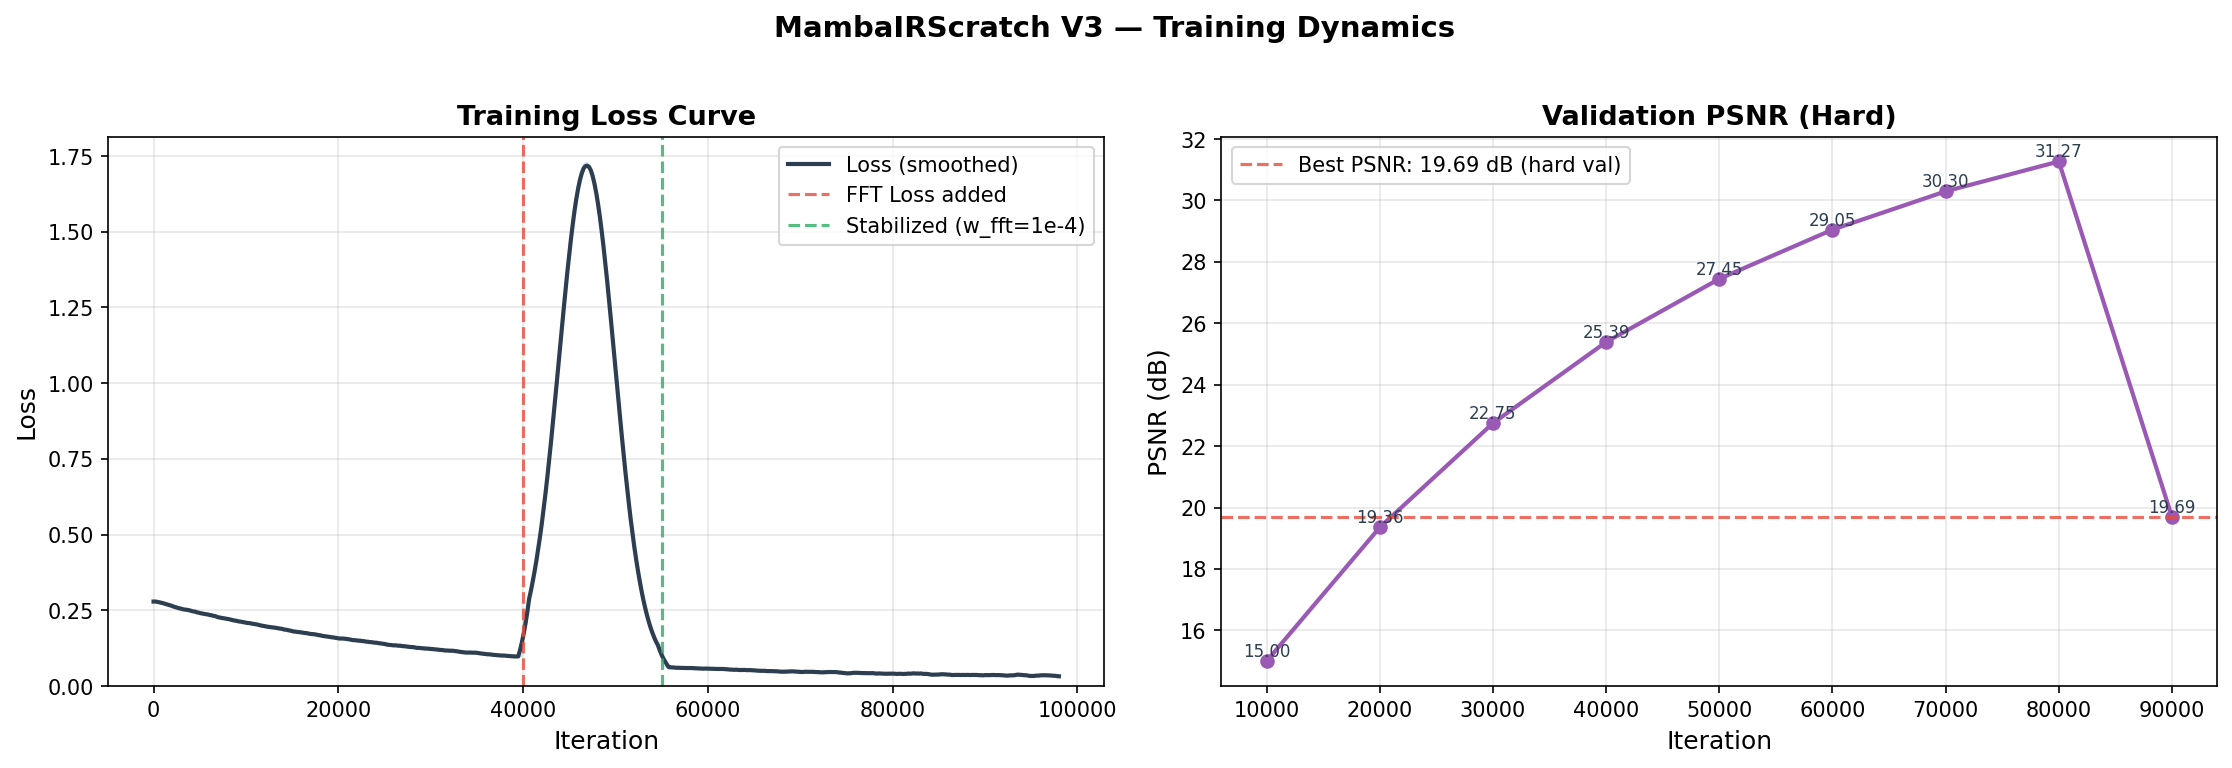 MambaIRScratch V3 — Training Dynamics
Training Loss Curve
Loss (smoothed)
FFT Loss added
Stabilized (w_fft=1e-4)
Loss
1.75
1.50
1.25
1.00
0.75
0.50
0.25
0.00
0 20000 40000 60000 80000 100000
Iteration
Validation PSNR (Hard)
Best PSNR: 19.69 dB (hard val)
PSNR (dB)
32
30
28
26
24
22
20
18
16
15.00
19.36
22.75
25.39
27.45
29.05
30.30
31.27
19.69
10000 20000 30000 40000 50000 60000 70000 80000 90000
Iteration